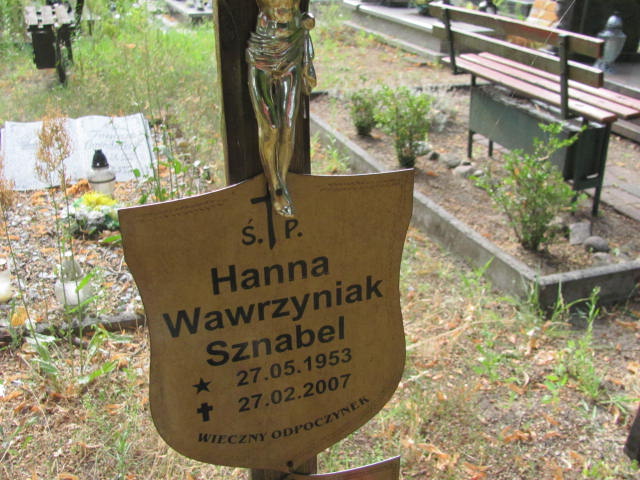 Ś. P.
Hanna
Wawrzyniak
Sznabel
★ 27.05.1953
✝ 27.02.2007
WIECZNY ODPOCZYNEK